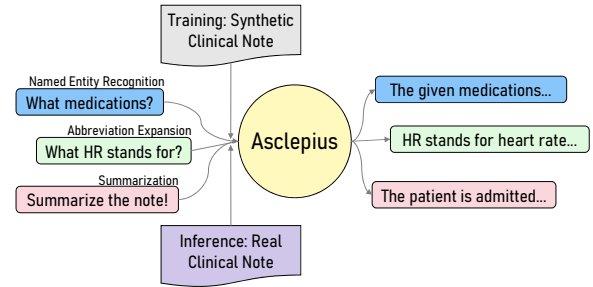 Training: Synthetic
Clinical Note
Named Entity Recognition
What medications?
Abbreviation Expansion
What HR stands for?
Summarization
Summarize the note!
Asclepius
The given medications...
HR stands for heart rate...
The patient is admitted...
Inference: Real
Clinical Note